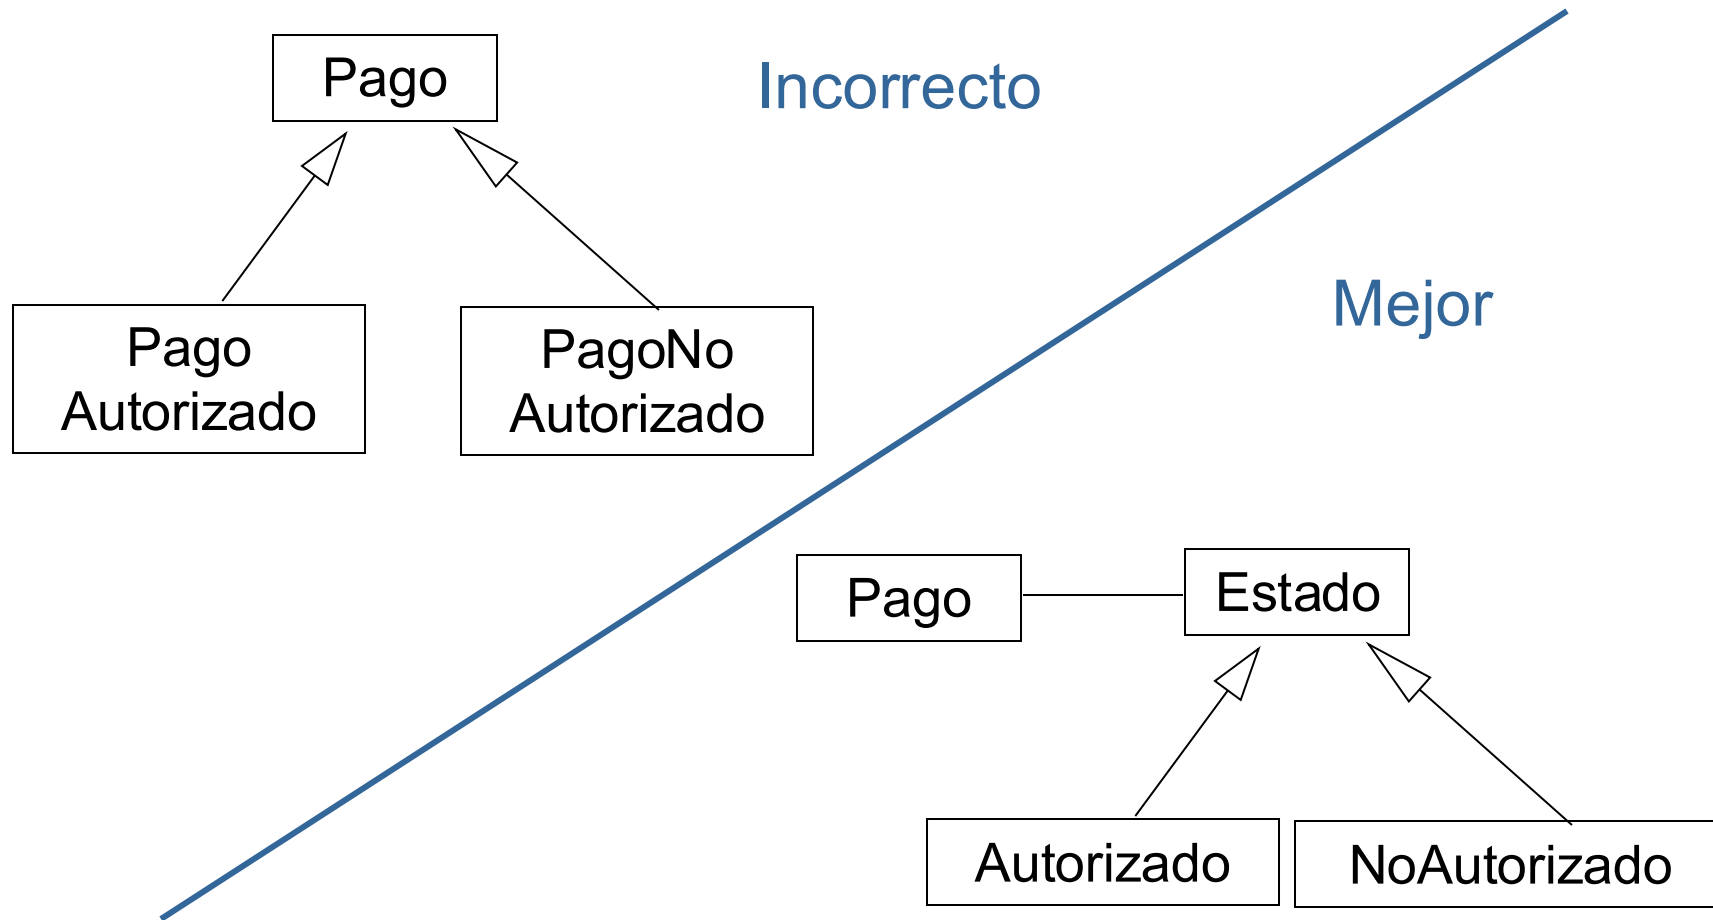 Pago
Incorrecto
Pago
Autorizado
PagoNo
Autorizado
Mejor
Pago
Estado
Autorizado
NoAutorizado